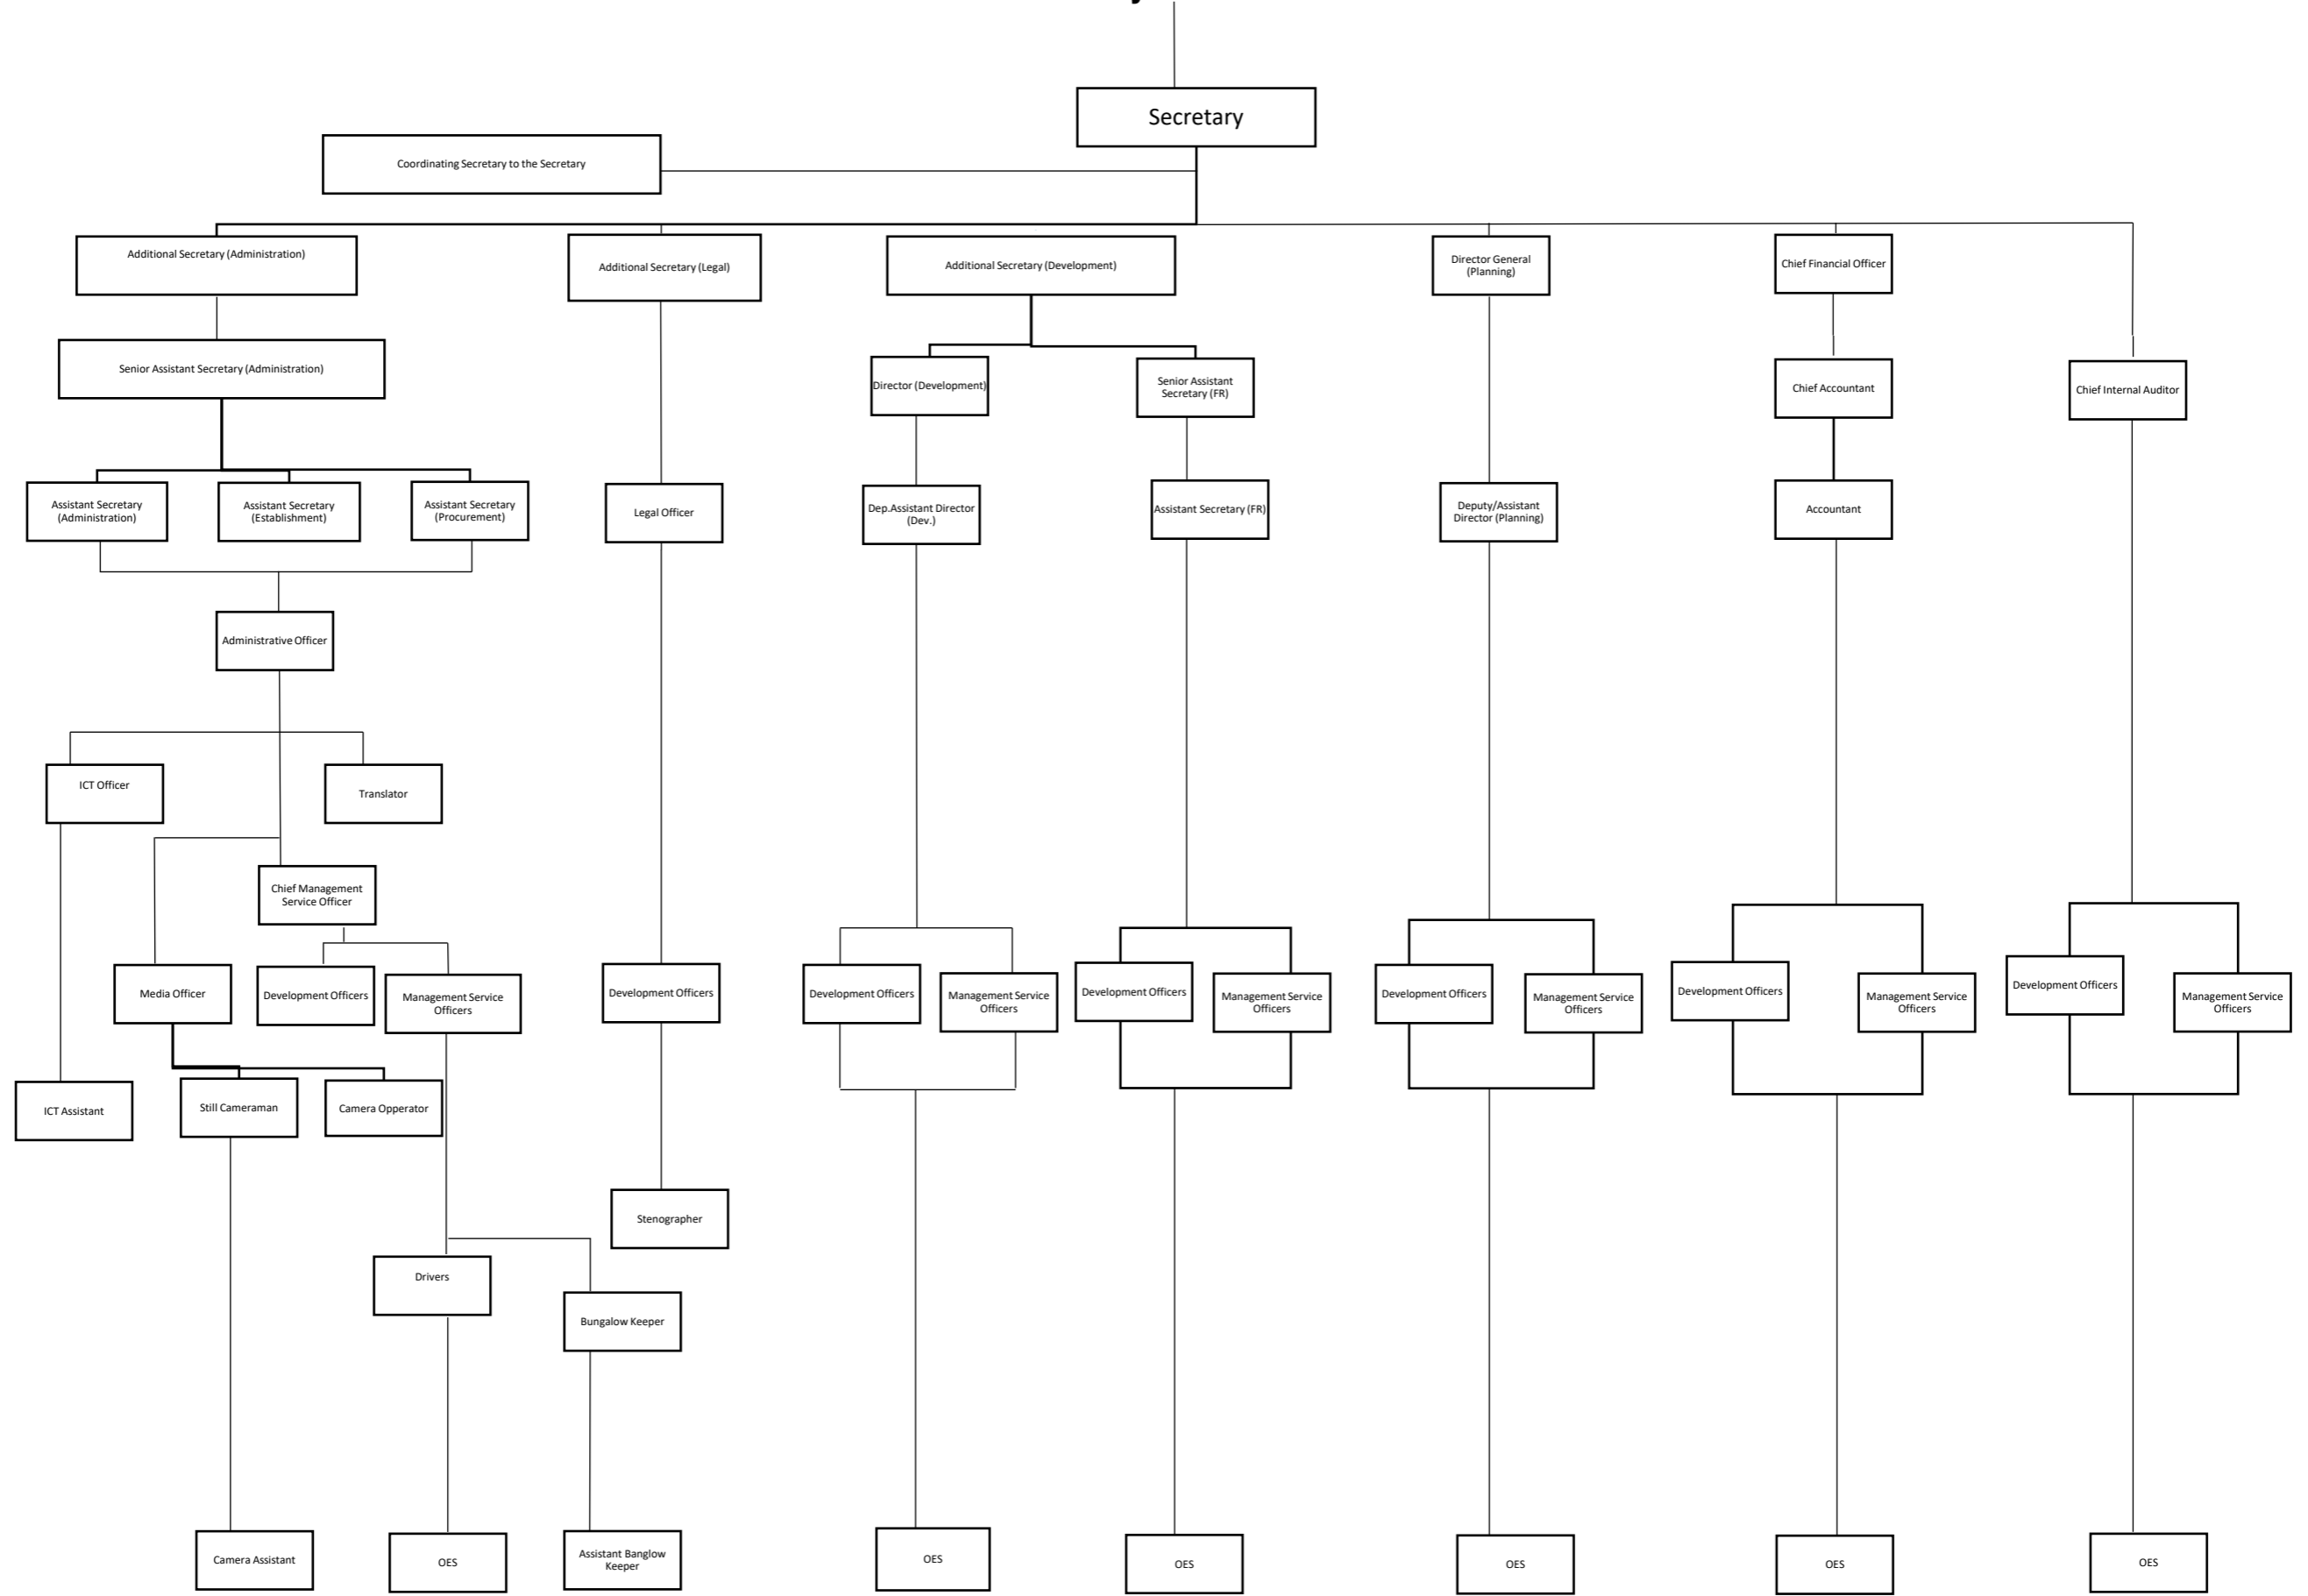 Secretary
Coordinating Secretary to the Secretary
Additional Secretary (Administration)
Additional Secretary (Legal)
Additional Secretary (Development)
Director General
(Planning)
Chief Financial Officer
Senior Assistant Secretary (Administration)
Director (Development)
Senior Assistant
Secretary (FR)
Chief Accountant
Chief Internal Auditor
Assistant Secretary
(Administration)
Assistant Secretary
(Establishment)
Assistant Secretary
(Procurement)
Legal Officer
Dep.Assistant Director
(Dev.)
Assistant Secretary (FR)
Deputy/Assistant
Director (Planning)
Accountant
Administrative Officer
ICT Officer
Translator
Chief Management
Service Officer
Media Officer
Development Officers
Management Service
Officers
Development Officers
Development Officers
Management Service
Officers
Development Officers
Management Service
Officers
Development Officers
Management Service
Officers
Development Officers
Management Service
Officers
Development Officers
Management Service
Officers
ICT Assistant
Still Cameraman
Camera Opperator
Stenographer
Drivers
Bungalow Keeper
Camera Assistant
OES
Assistant Banglow
Keeper
OES
OES
OES
OES
OES